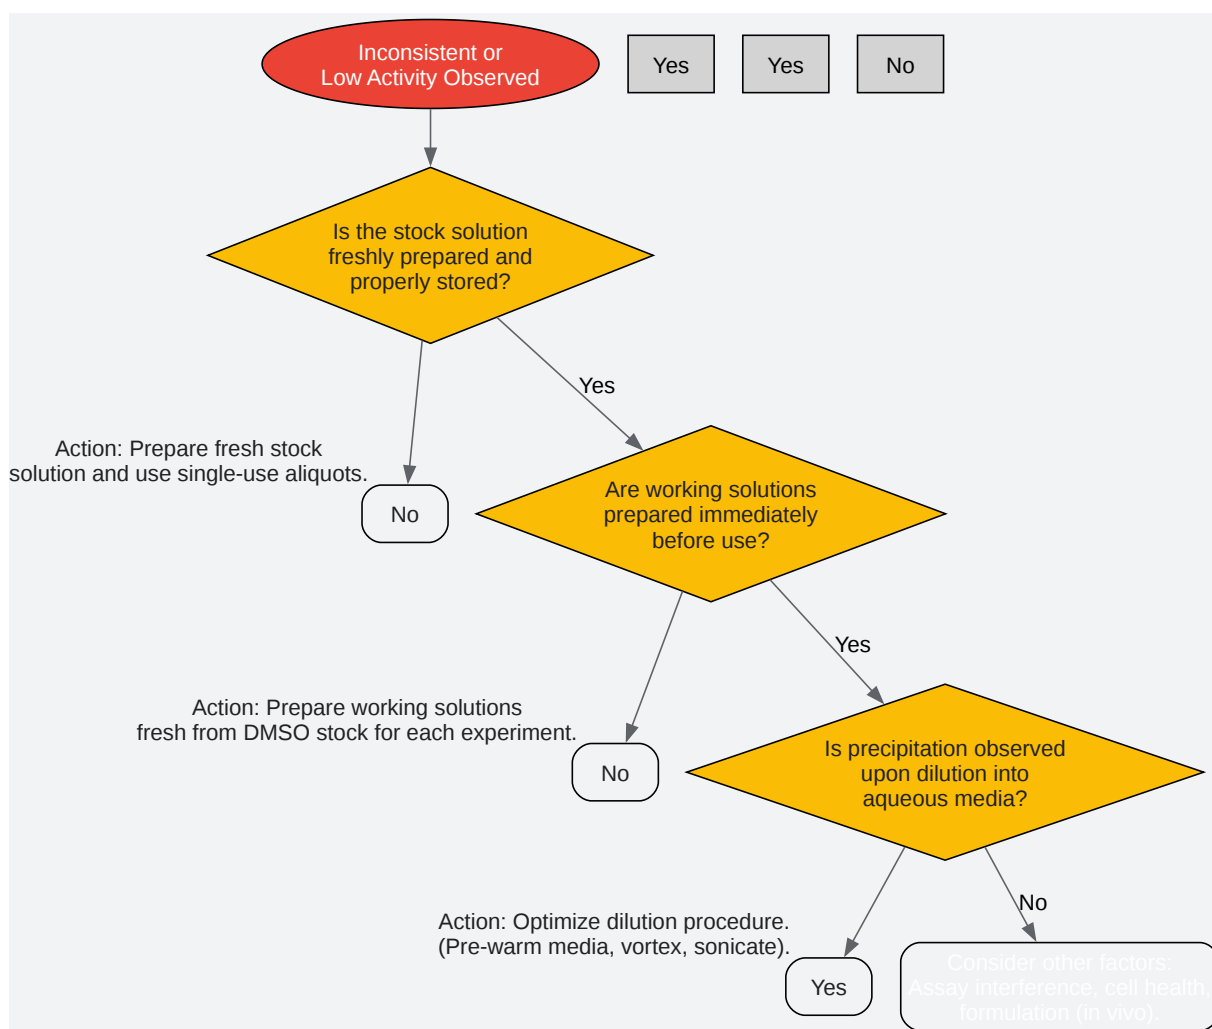 Inconsistent or
Low Activity Observed
Yes
Yes
No
Is the stock solution
freshly prepared and
properly stored?
Yes
Action: Prepare fresh stock
solution and use single-use aliquots.
No
Are working solutions
prepared immediately
before use?
Yes
Action: Prepare working solutions
fresh from DMSO stock for each experiment.
No
Is precipitation observed
upon dilution into
aqueous media?
No
Action: Optimize dilution procedure.
(Pre-warm media, vortex, sonicate).
Yes
Consider other factors:
Assay interference, cell health,
formulation (in vivo).